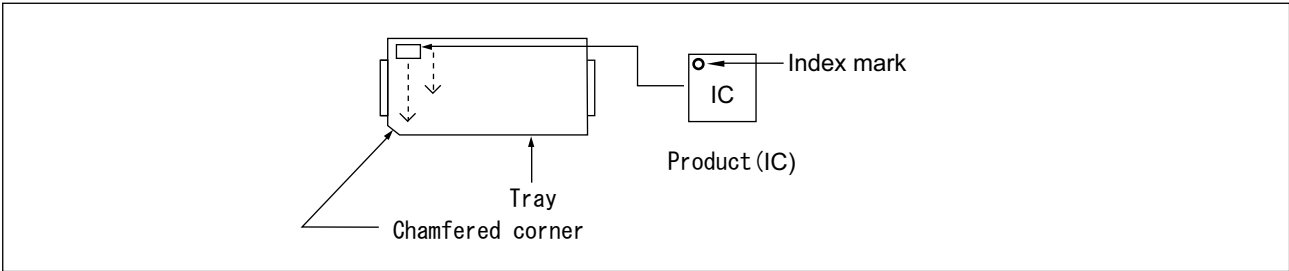 Index mark
IC
Product(IC)
Tray
Chamfered corner